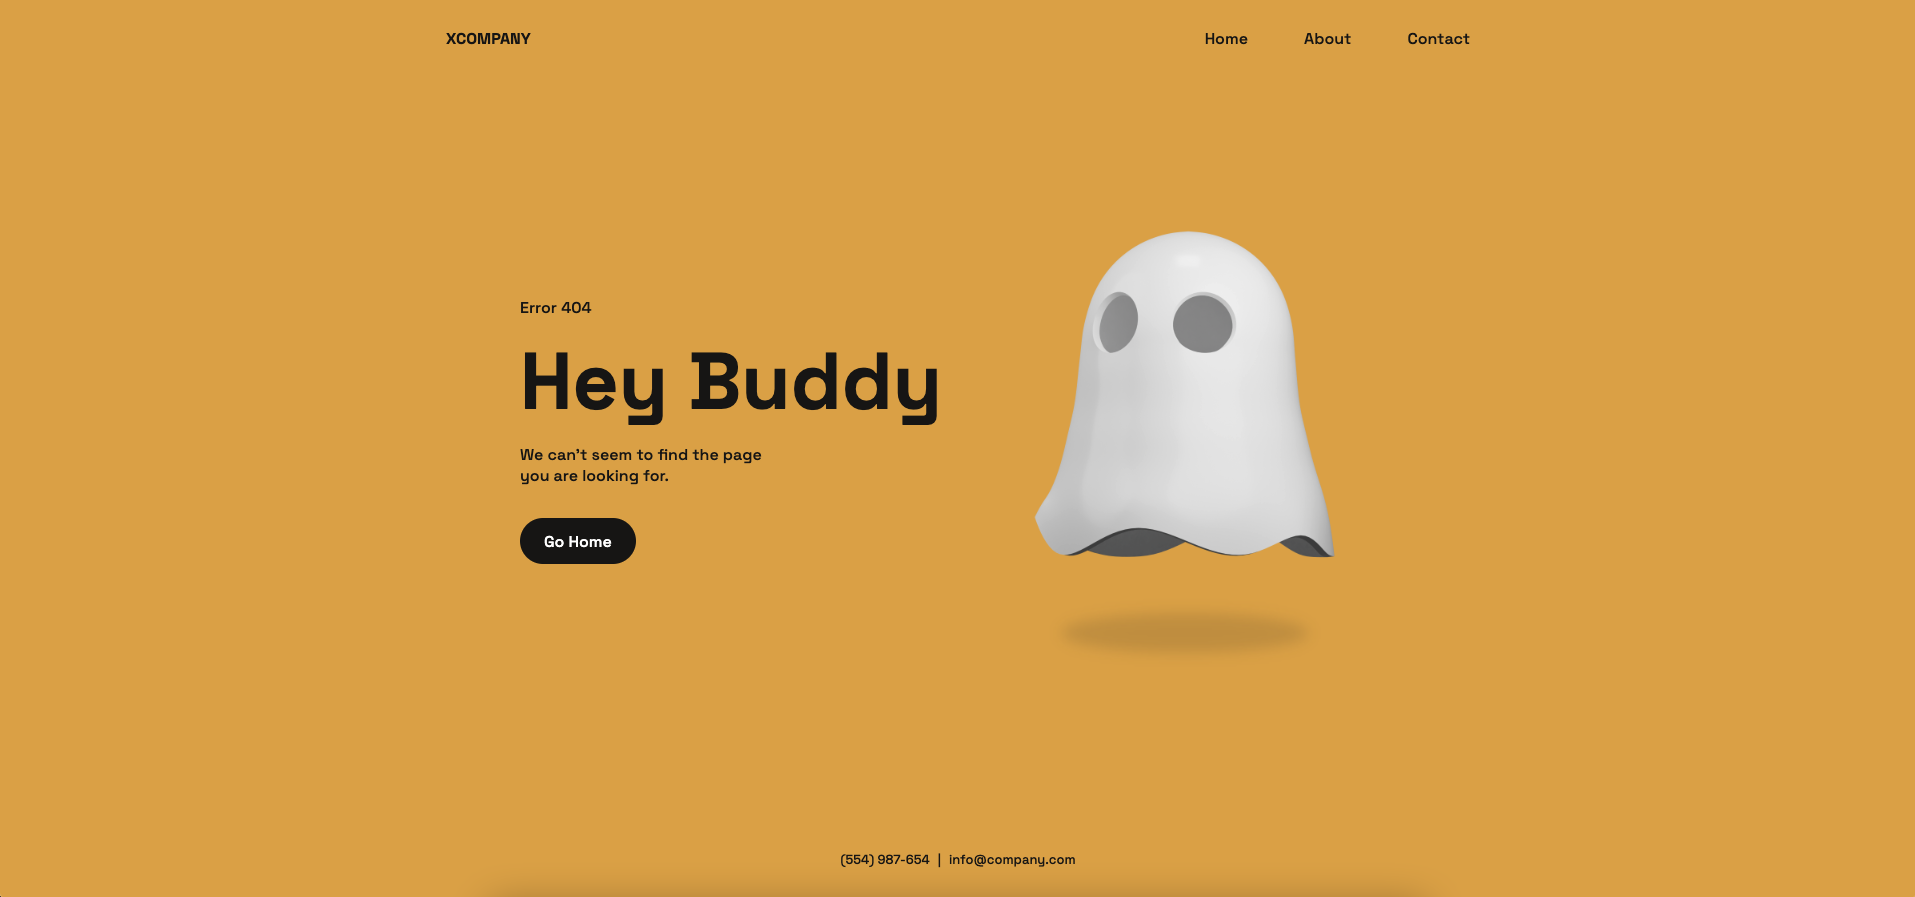 XCOMPANY
Home
About
Contact
Error 404
Hey Buddy
We can't seem to find the page
you are looking for.
Go Home
(554) 987-654 | info@company.com